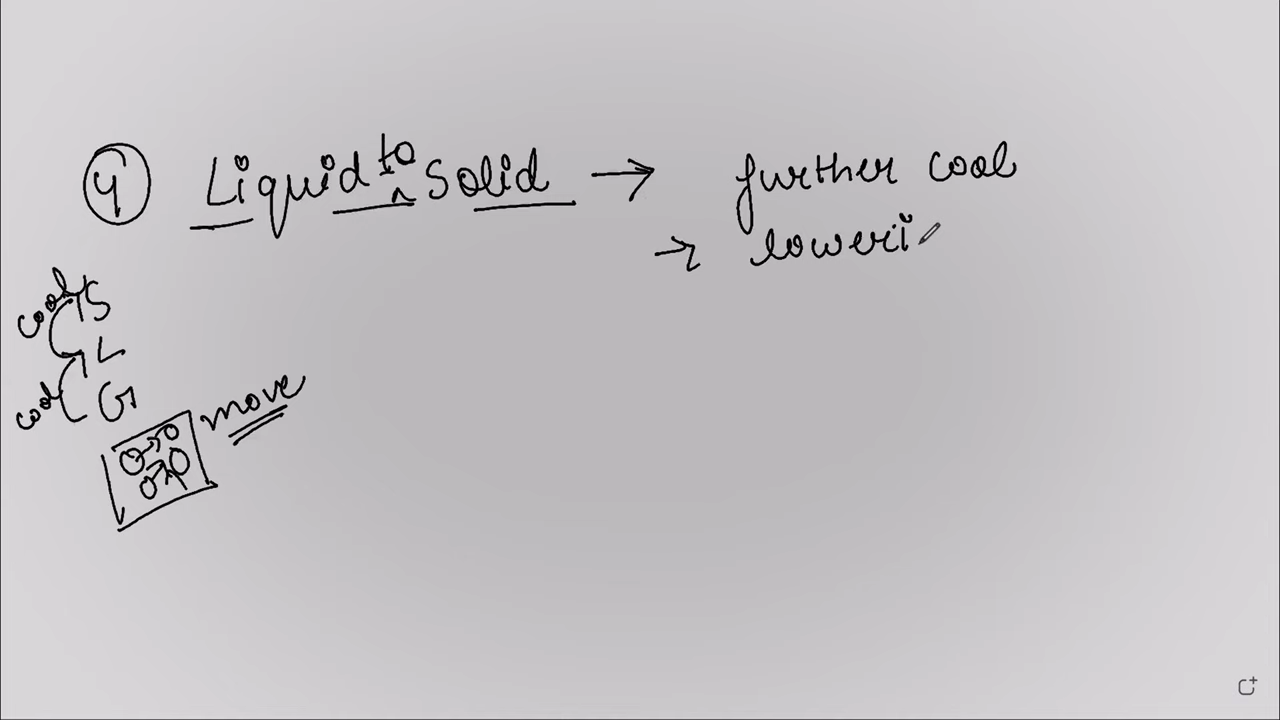 4 Liquid to Solid → further cool
→ loweri
cool S
L
cool G
move